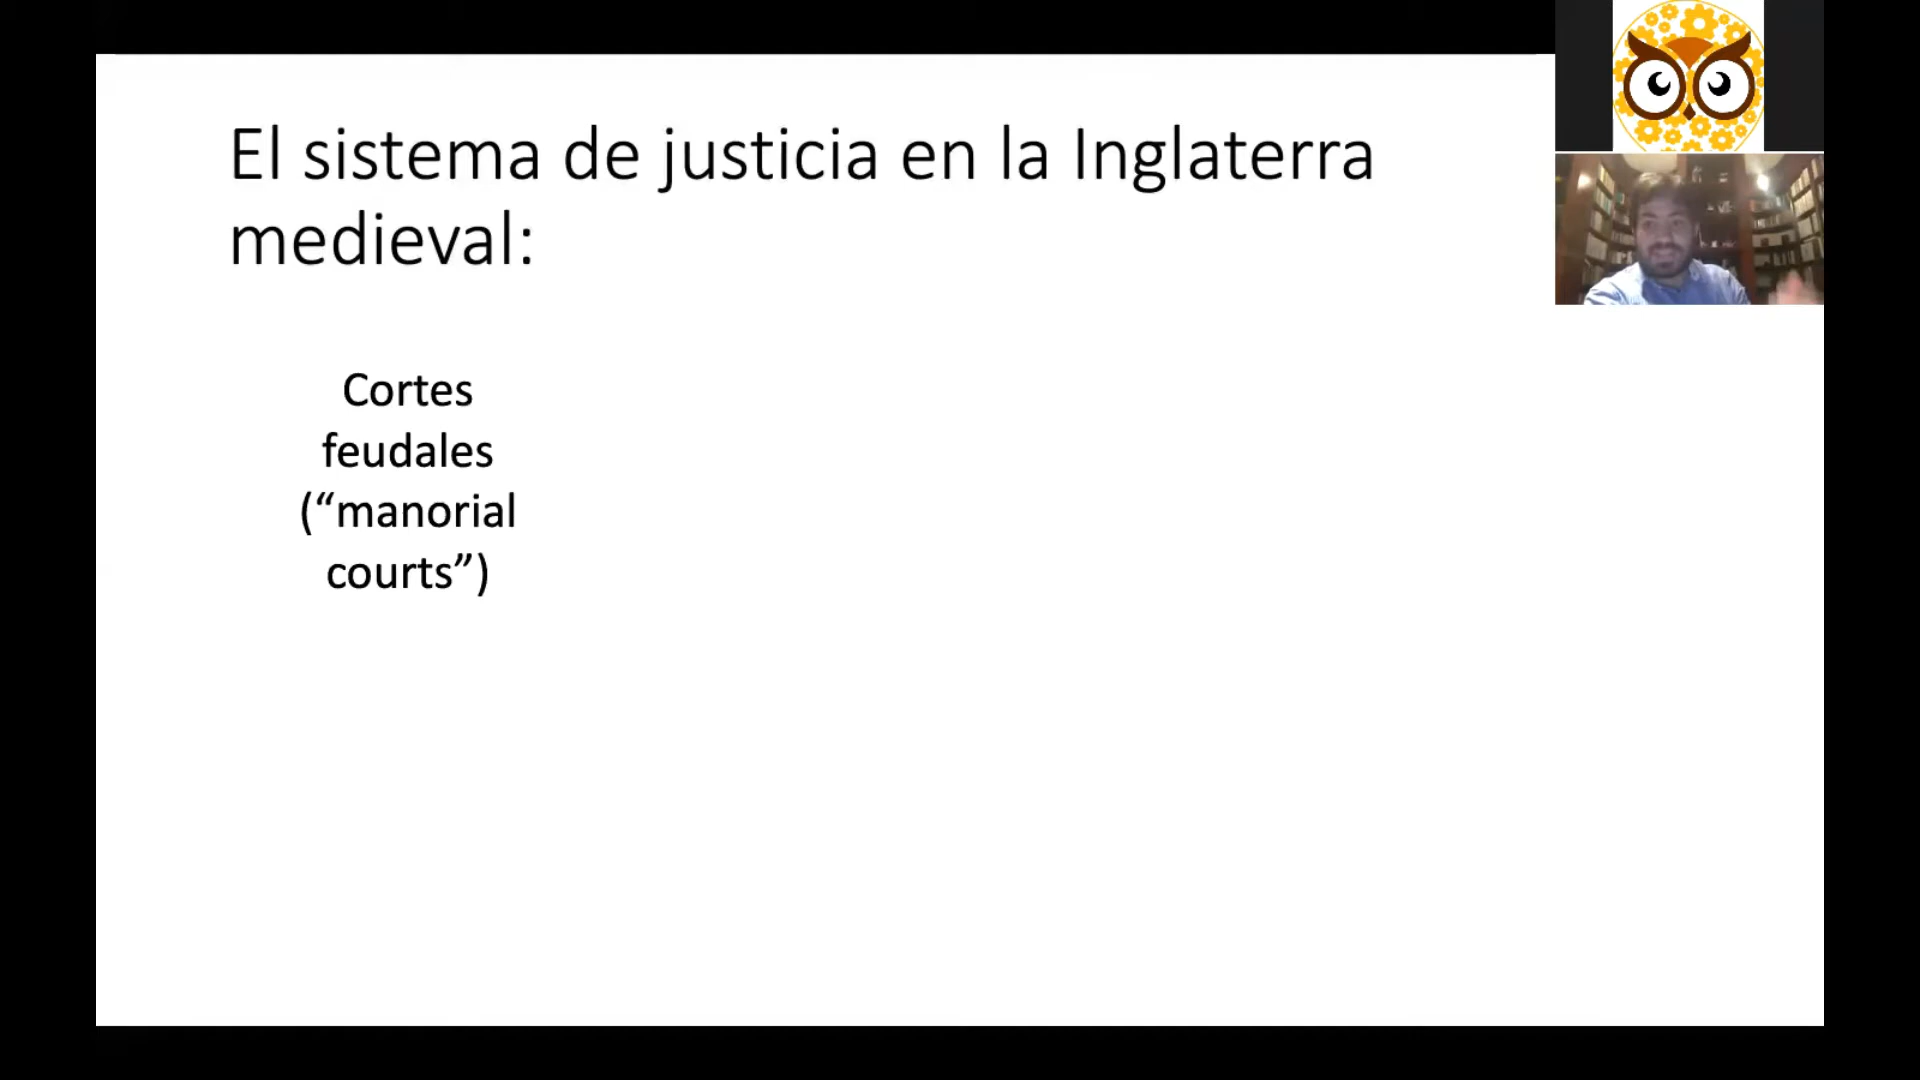 El sistema de justicia en la Inglaterra
medieval:
Cortes
feudales
(“manorial
courts”)